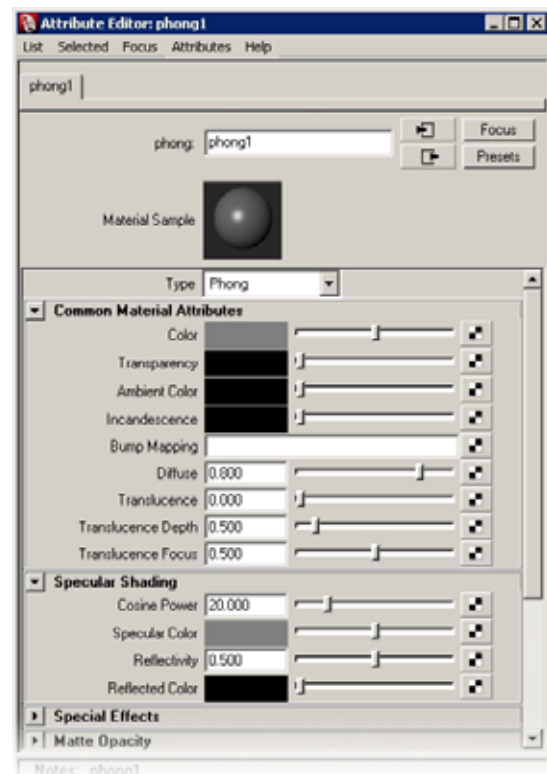 Attribute Editor: phong1
List Selected Focus Attributes Help
phong1
phong: phong1 Focus
Presets
Material Sample
Type Phong
Common Material Attributes
Color
Transparency
Ambient Color
Incandescence
Bump Mapping
Diffuse 0.800
Translucence 0.000
Translucence Depth 0.500
Translucence Focus 0.500
Specular Shading
Cosine Power 20.000
Specular Color
Reflectivity 0.500
Reflected Color
Special Effects
Matte Opacity
Notes: phong1